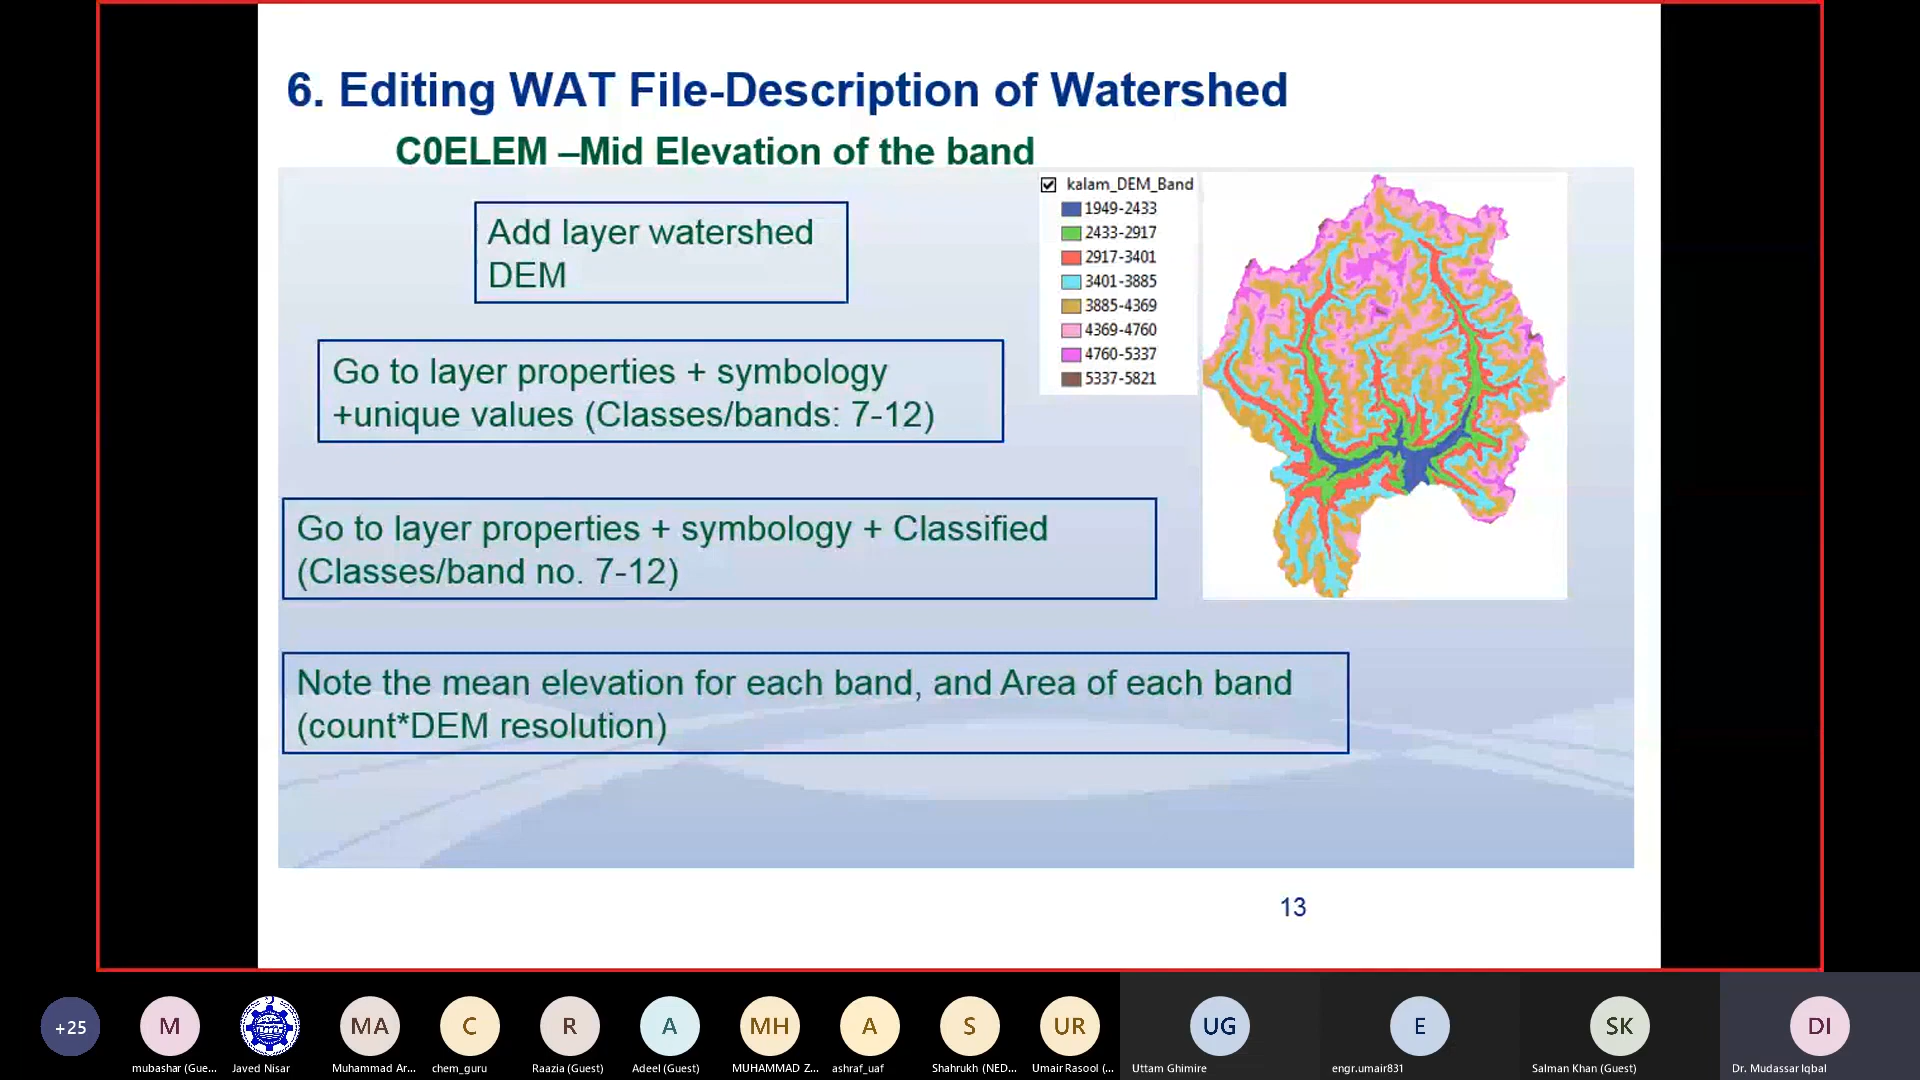 6. Editing WAT File-Description of Watershed
C0ELEM –Mid Elevation of the band
Add layer watershed
DEM
Go to layer properties + symbology
+unique values (Classes/bands: 7-12)
Go to layer properties + symbology + Classified
(Classes/band no. 7-12)
Note the mean elevation for each band, and Area of each band
(count*DEM resolution)
kalam_DEM_Band
1949-2433
2433-2917
2917-3401
3401-3885
3885-4369
4369-4760
4760-5337
5337-5821
13
+25
M
MA
C
R
A
MH
A
S
UR
UG
E
SK
DI
mubashar (Gue...
Javed Nisar
Muhammad Ar...
chem_guru
Raazia (Guest)
Adeel (Guest)
MUHAMMAD Z...
ashraf_uaf
Shahrukh (NED...
Umair Rasool (...
Uttam Ghimire
engr.umair831
Salman Khan (Guest)
Dr. Mudassar Iqbal